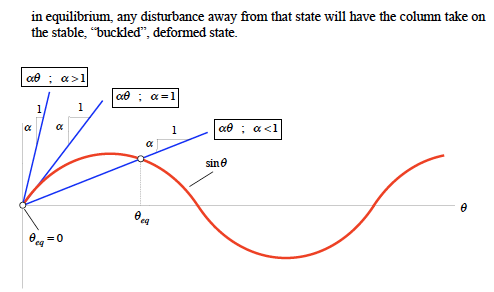 in equilibrium, any disturbance away from that state will have the column take on
the stable, “buckled”, deformed state.
αθ ; α>1
αθ ; α=1
1
1
α
α
1
α
αθ ; α<1
sinθ
θeq
θ
θeq =0